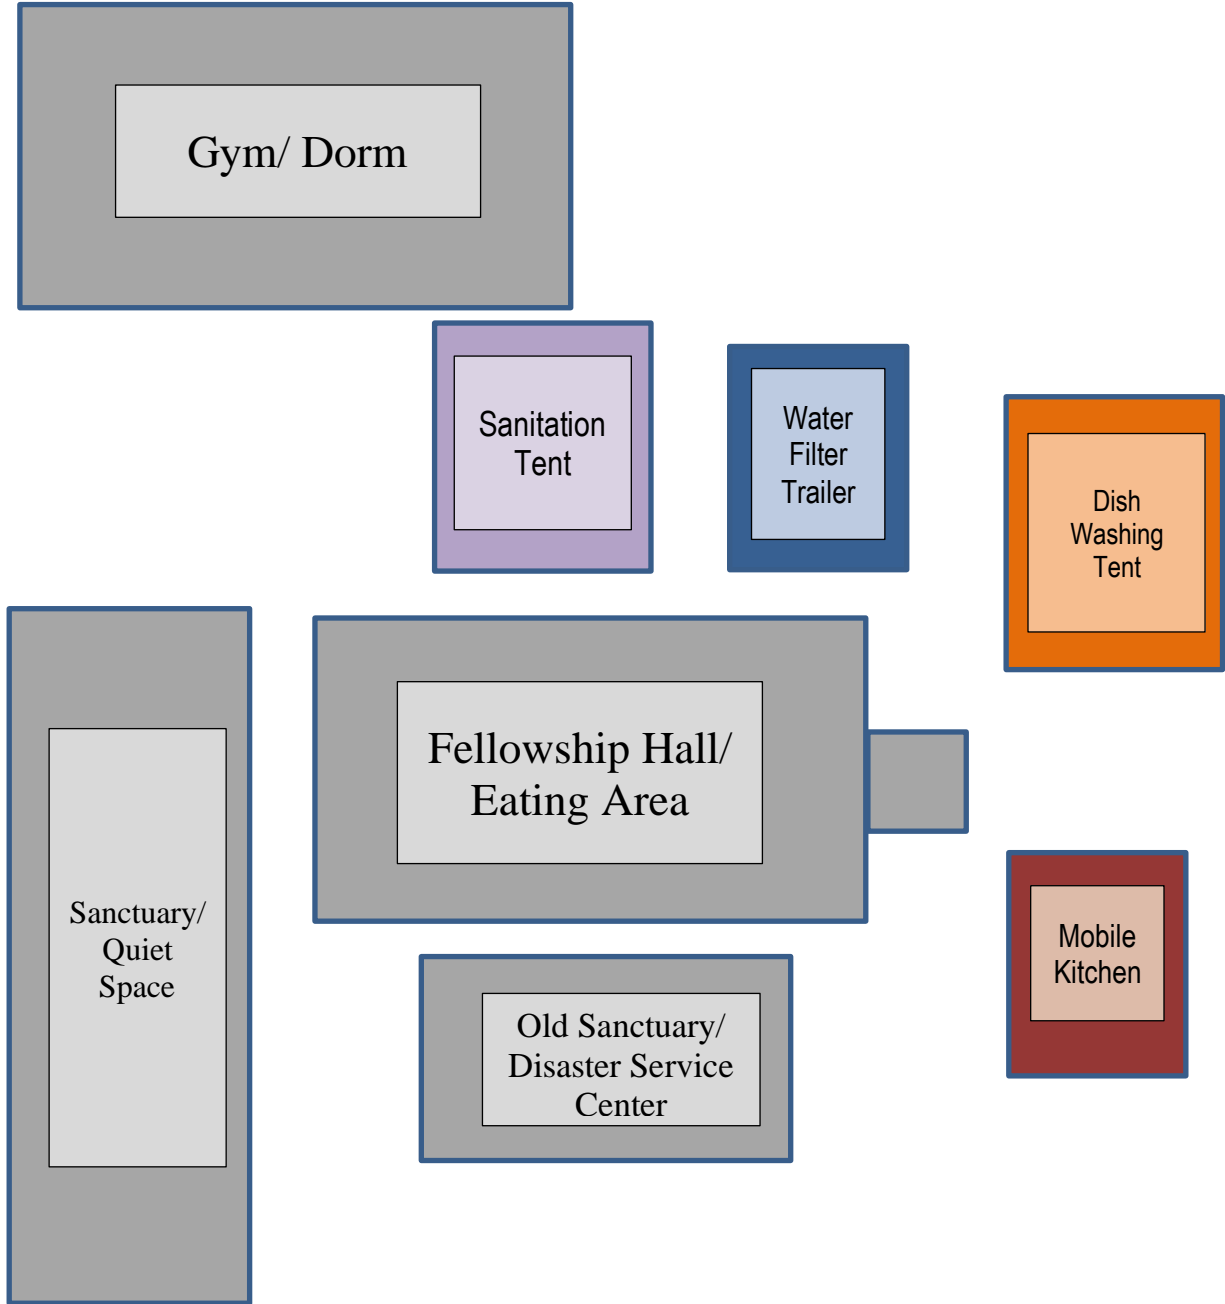 Gym/ Dorm
Sanitation
Tent
Water
Filter
Trailer
Dish
Washing
Tent
Fellowship Hall/
Eating Area
Sanctuary/
Quiet
Space
Mobile
Kitchen
Old Sanctuary/
Disaster Service
Center